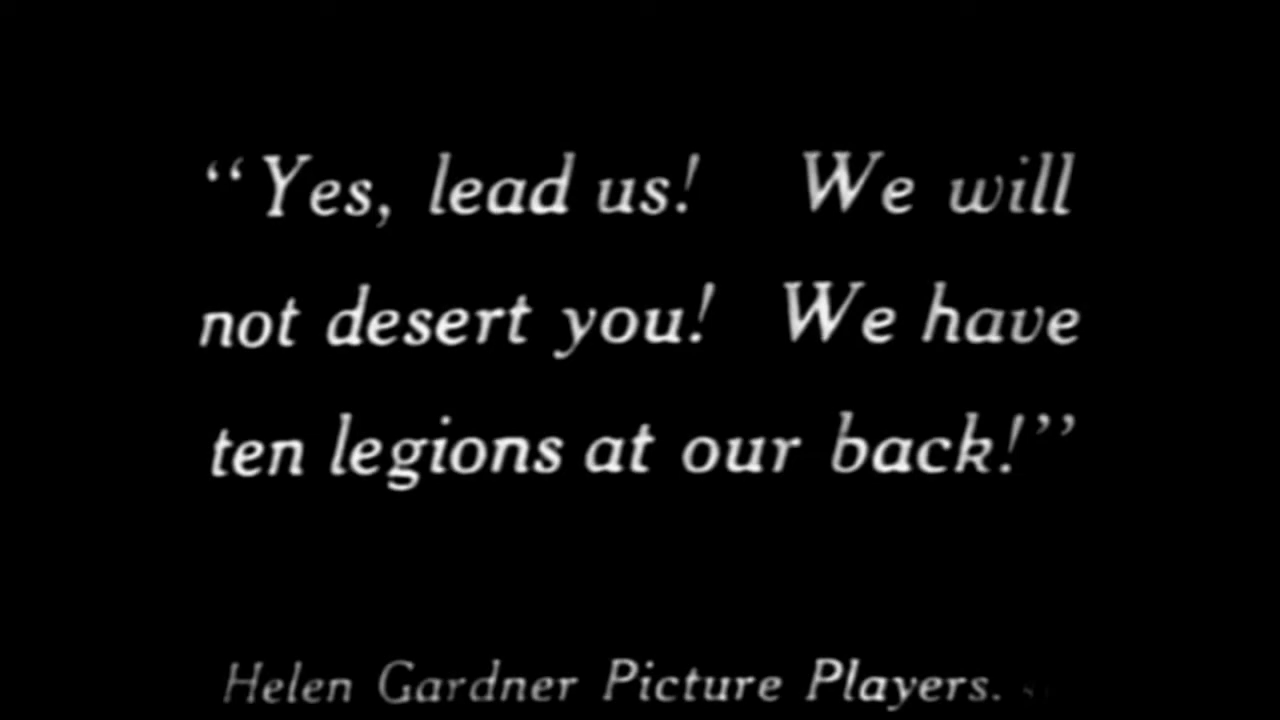 “Yes, lead us! We will
not desert you! We have
ten legions at our back!”
Helen Gardner Picture Players.